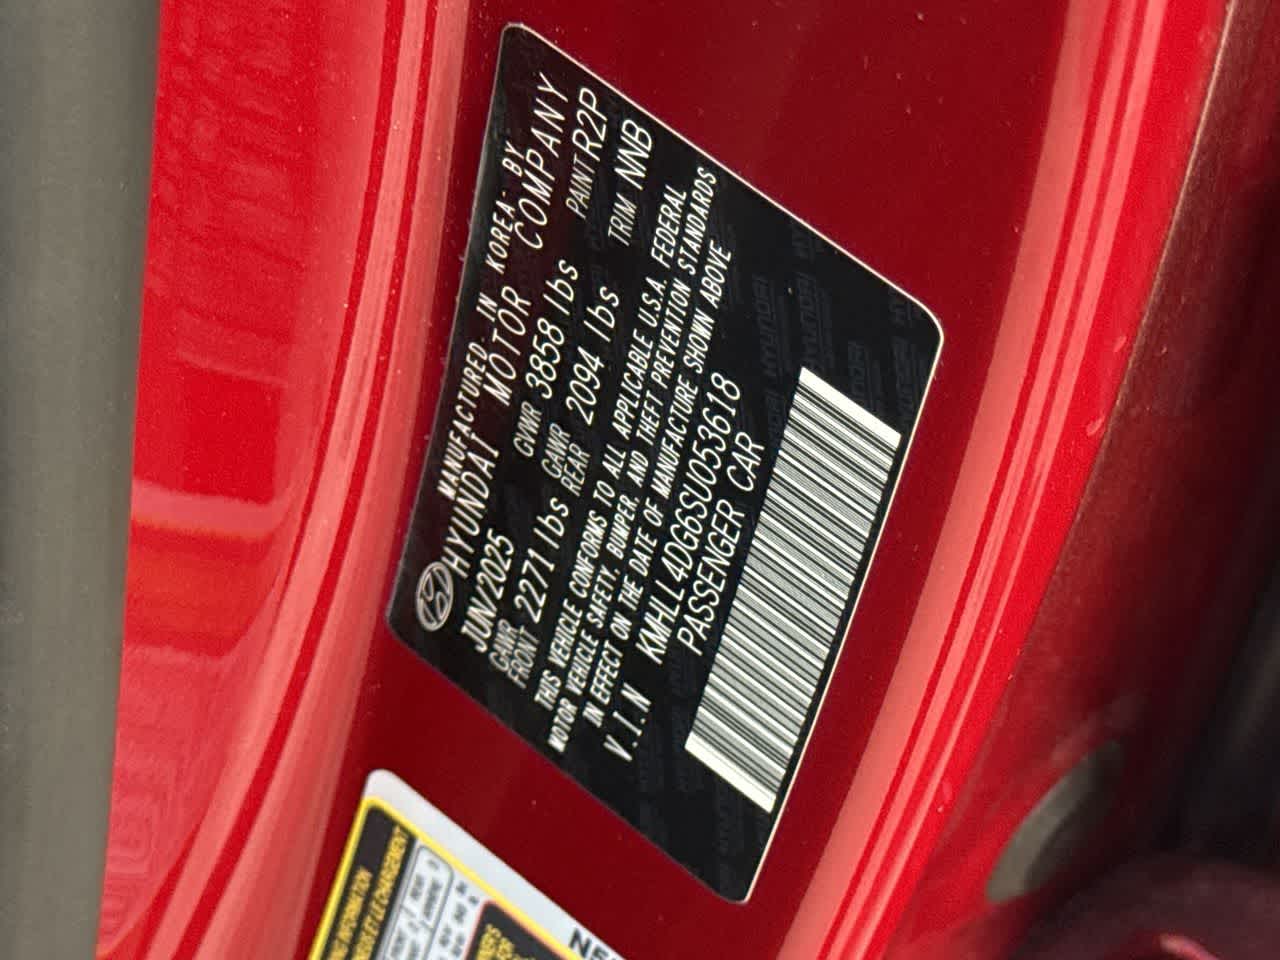 MANUFACTURED IN KOREA BY
HYUNDAI MOTOR COMPANY
JUN/2025 GVWR 3858 lbs PAINT R2P
GAWR FRONT 2271 lbs GAWR REAR 2094 lbs TRIM NNB
THIS VEHICLE CONFORMS TO ALL APPLICABLE U.S.A. FEDERAL
MOTOR VEHICLE SAFETY, BUMPER, AND THEFT PREVENTION STANDARDS
IN EFFECT ON THE DATE OF MANUFACTURE SHOWN ABOVE
V.I.N KMHLL4DG6SU053618
PASSENGER CAR